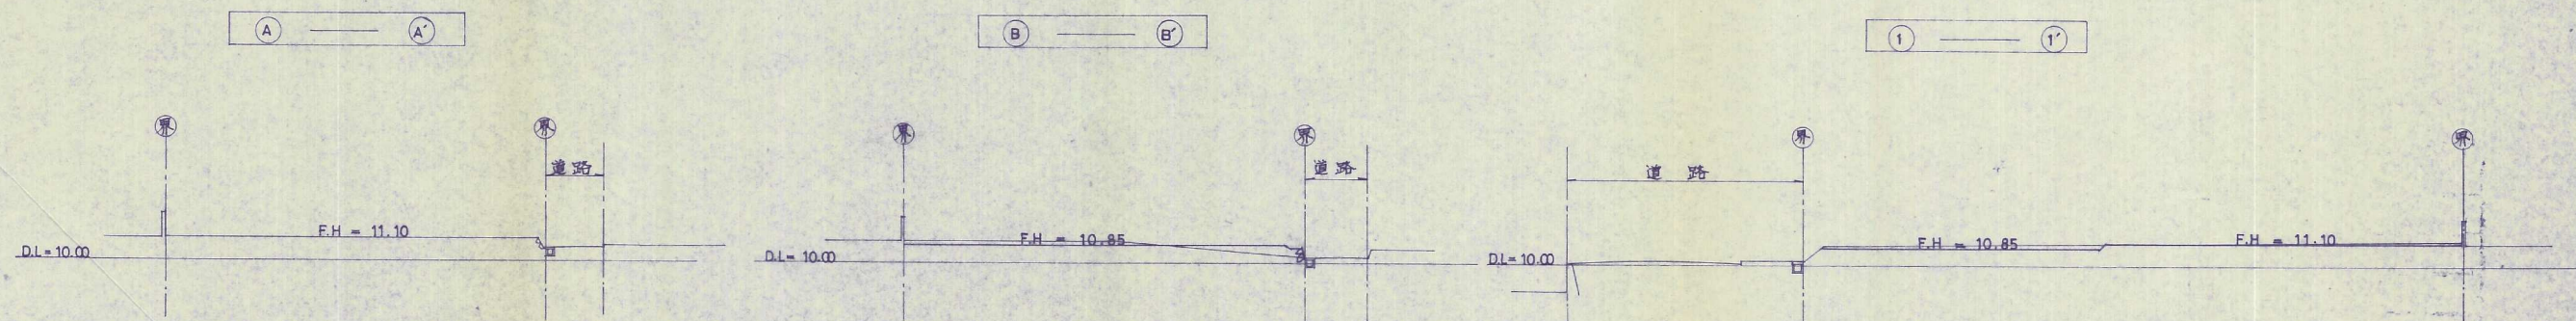 A —— A′
界 界
道路
F.H = 11.10
D.L = 10.00
B —— B′
界 界
道路
F.H = 10.85
D.L = 10.00
1 —— 1′
界 界
道路
F.H = 10.85 F.H = 11.10
D.L = 10.00